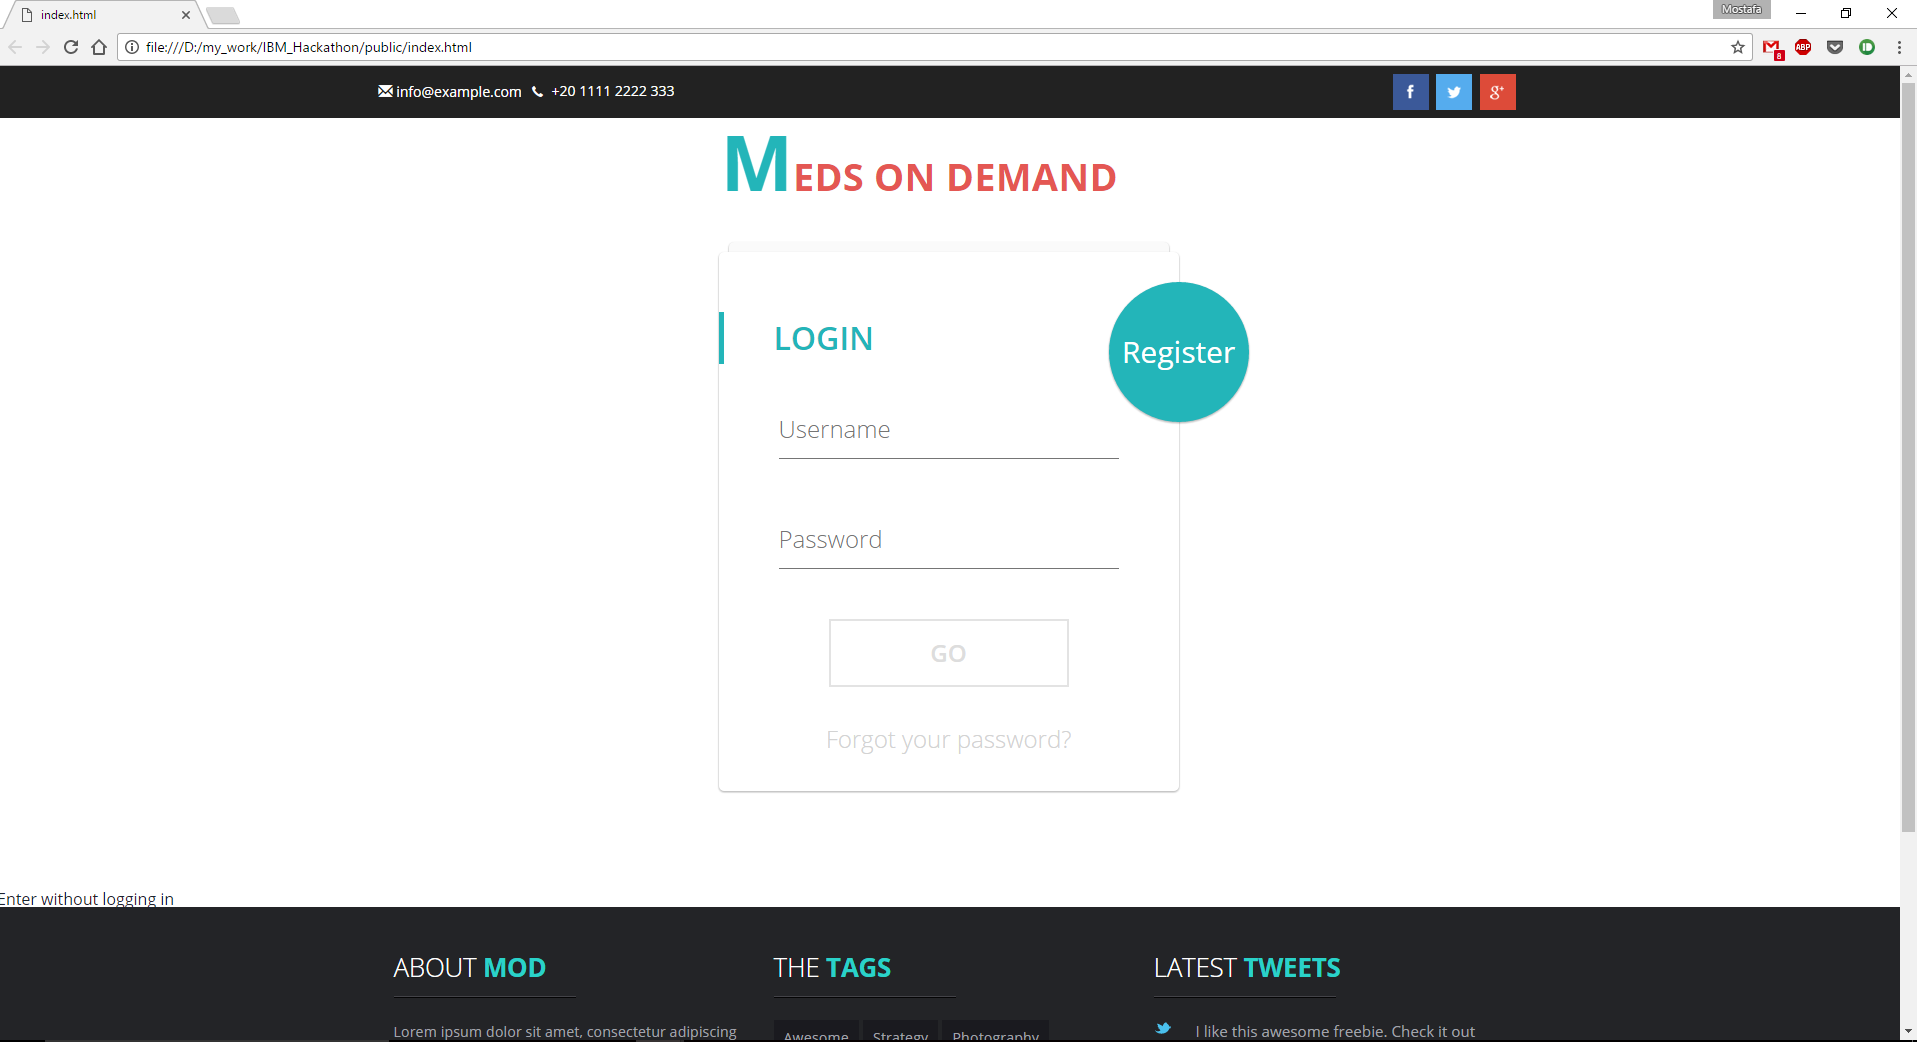 index.html
Mostafa
file:///D:/my_work/IBM_Hackathon/public/index.html
8
ABP
info@example.com +20 1111 2222 333
f g+
MEDS ON DEMAND
LOGIN
Register
Username
Password
GO
Forgot your password?
Enter without logging in
ABOUT MOD
THE TAGS
LATEST TWEETS
Lorem ipsum dolor sit amet, consectetur adipiscing
Awesome Strategy Photography
I like this awesome freebie. Check it out